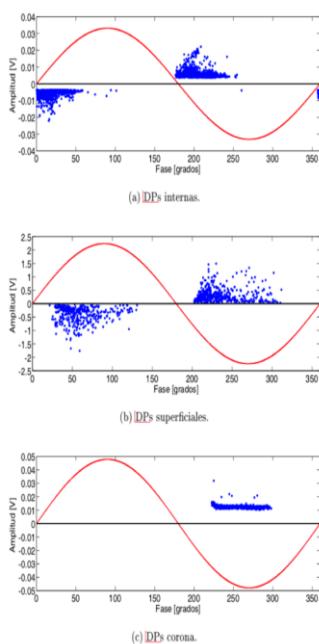 0.04
0.03
0.02
0.01
0
-0.01
-0.02
-0.03
-0.04
Amplitud [V]
0 50 100 150 200 250 300 350
Fase [grados]
(a) DPs internas.
2.5
2
1.5
1
0.5
0
-0.5
-1
-1.5
-2
-2.5
Amplitud [V]
0 50 100 150 200 250 300 350
Fase [grados]
(b) DPs superficiales.
0.05
0.04
0.03
0.02
0.01
0
-0.01
-0.02
-0.03
-0.04
-0.05
Amplitud [V]
0 50 100 150 200 250 300 350
Fase [grados]
(c) DPs corona.